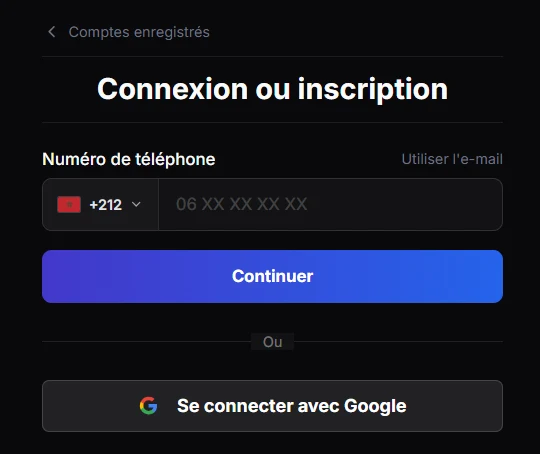 Comptes enregistrés
Connexion ou inscription
Numéro de téléphone Utiliser l'e-mail
+212 06 XX XX XX XX
Continuer
Ou
Se connecter avec Google